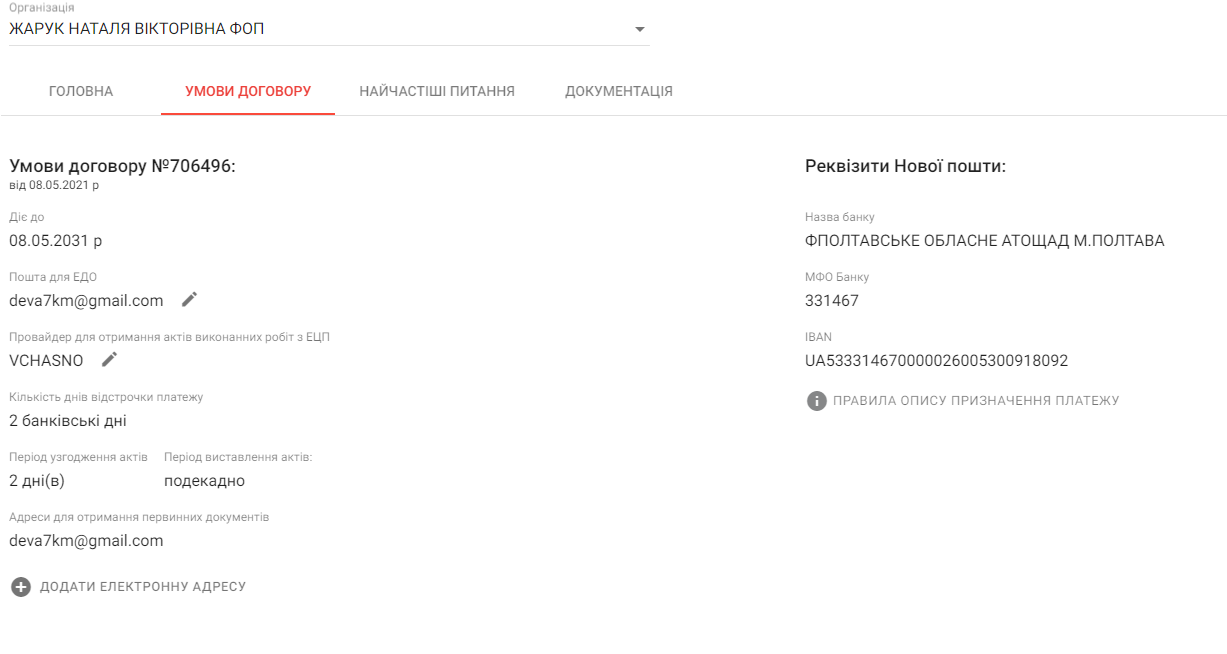 Організація
ЖАРУК НАТАЛЯ ВІКТОРІВНА ФОП
ГОЛОВНА
УМОВИ ДОГОВОРУ
НАЙЧАСТІШІ ПИТАННЯ
ДОКУМЕНТАЦІЯ
Умови договору №706496:
від 08.05.2021 р
Діє до
08.05.2031 р
Пошта для ЕДО
deva7km@gmail.com
Провайдер для отримання актів виконанних робіт з ЕЦП
VCHASNO
Кількість днів відстрочки платежу
2 банківські дні
Період узгодження актів
2 дні(в)
Період виставлення актів:
подекадно
Адреси для отримання первинних документів
deva7km@gmail.com
ДОДАТИ ЕЛЕКТРОННУ АДРЕСУ
Реквізити Нової пошти:
Назва банку
ФПОЛТАВСЬКЕ ОБЛАСНЕ АТОЩАД М.ПОЛТАВА
МФО Банку
331467
IBAN
UA533314670000026005300918092
ПРАВИЛА ОПИСУ ПРИЗНАЧЕННЯ ПЛАТЕЖУ